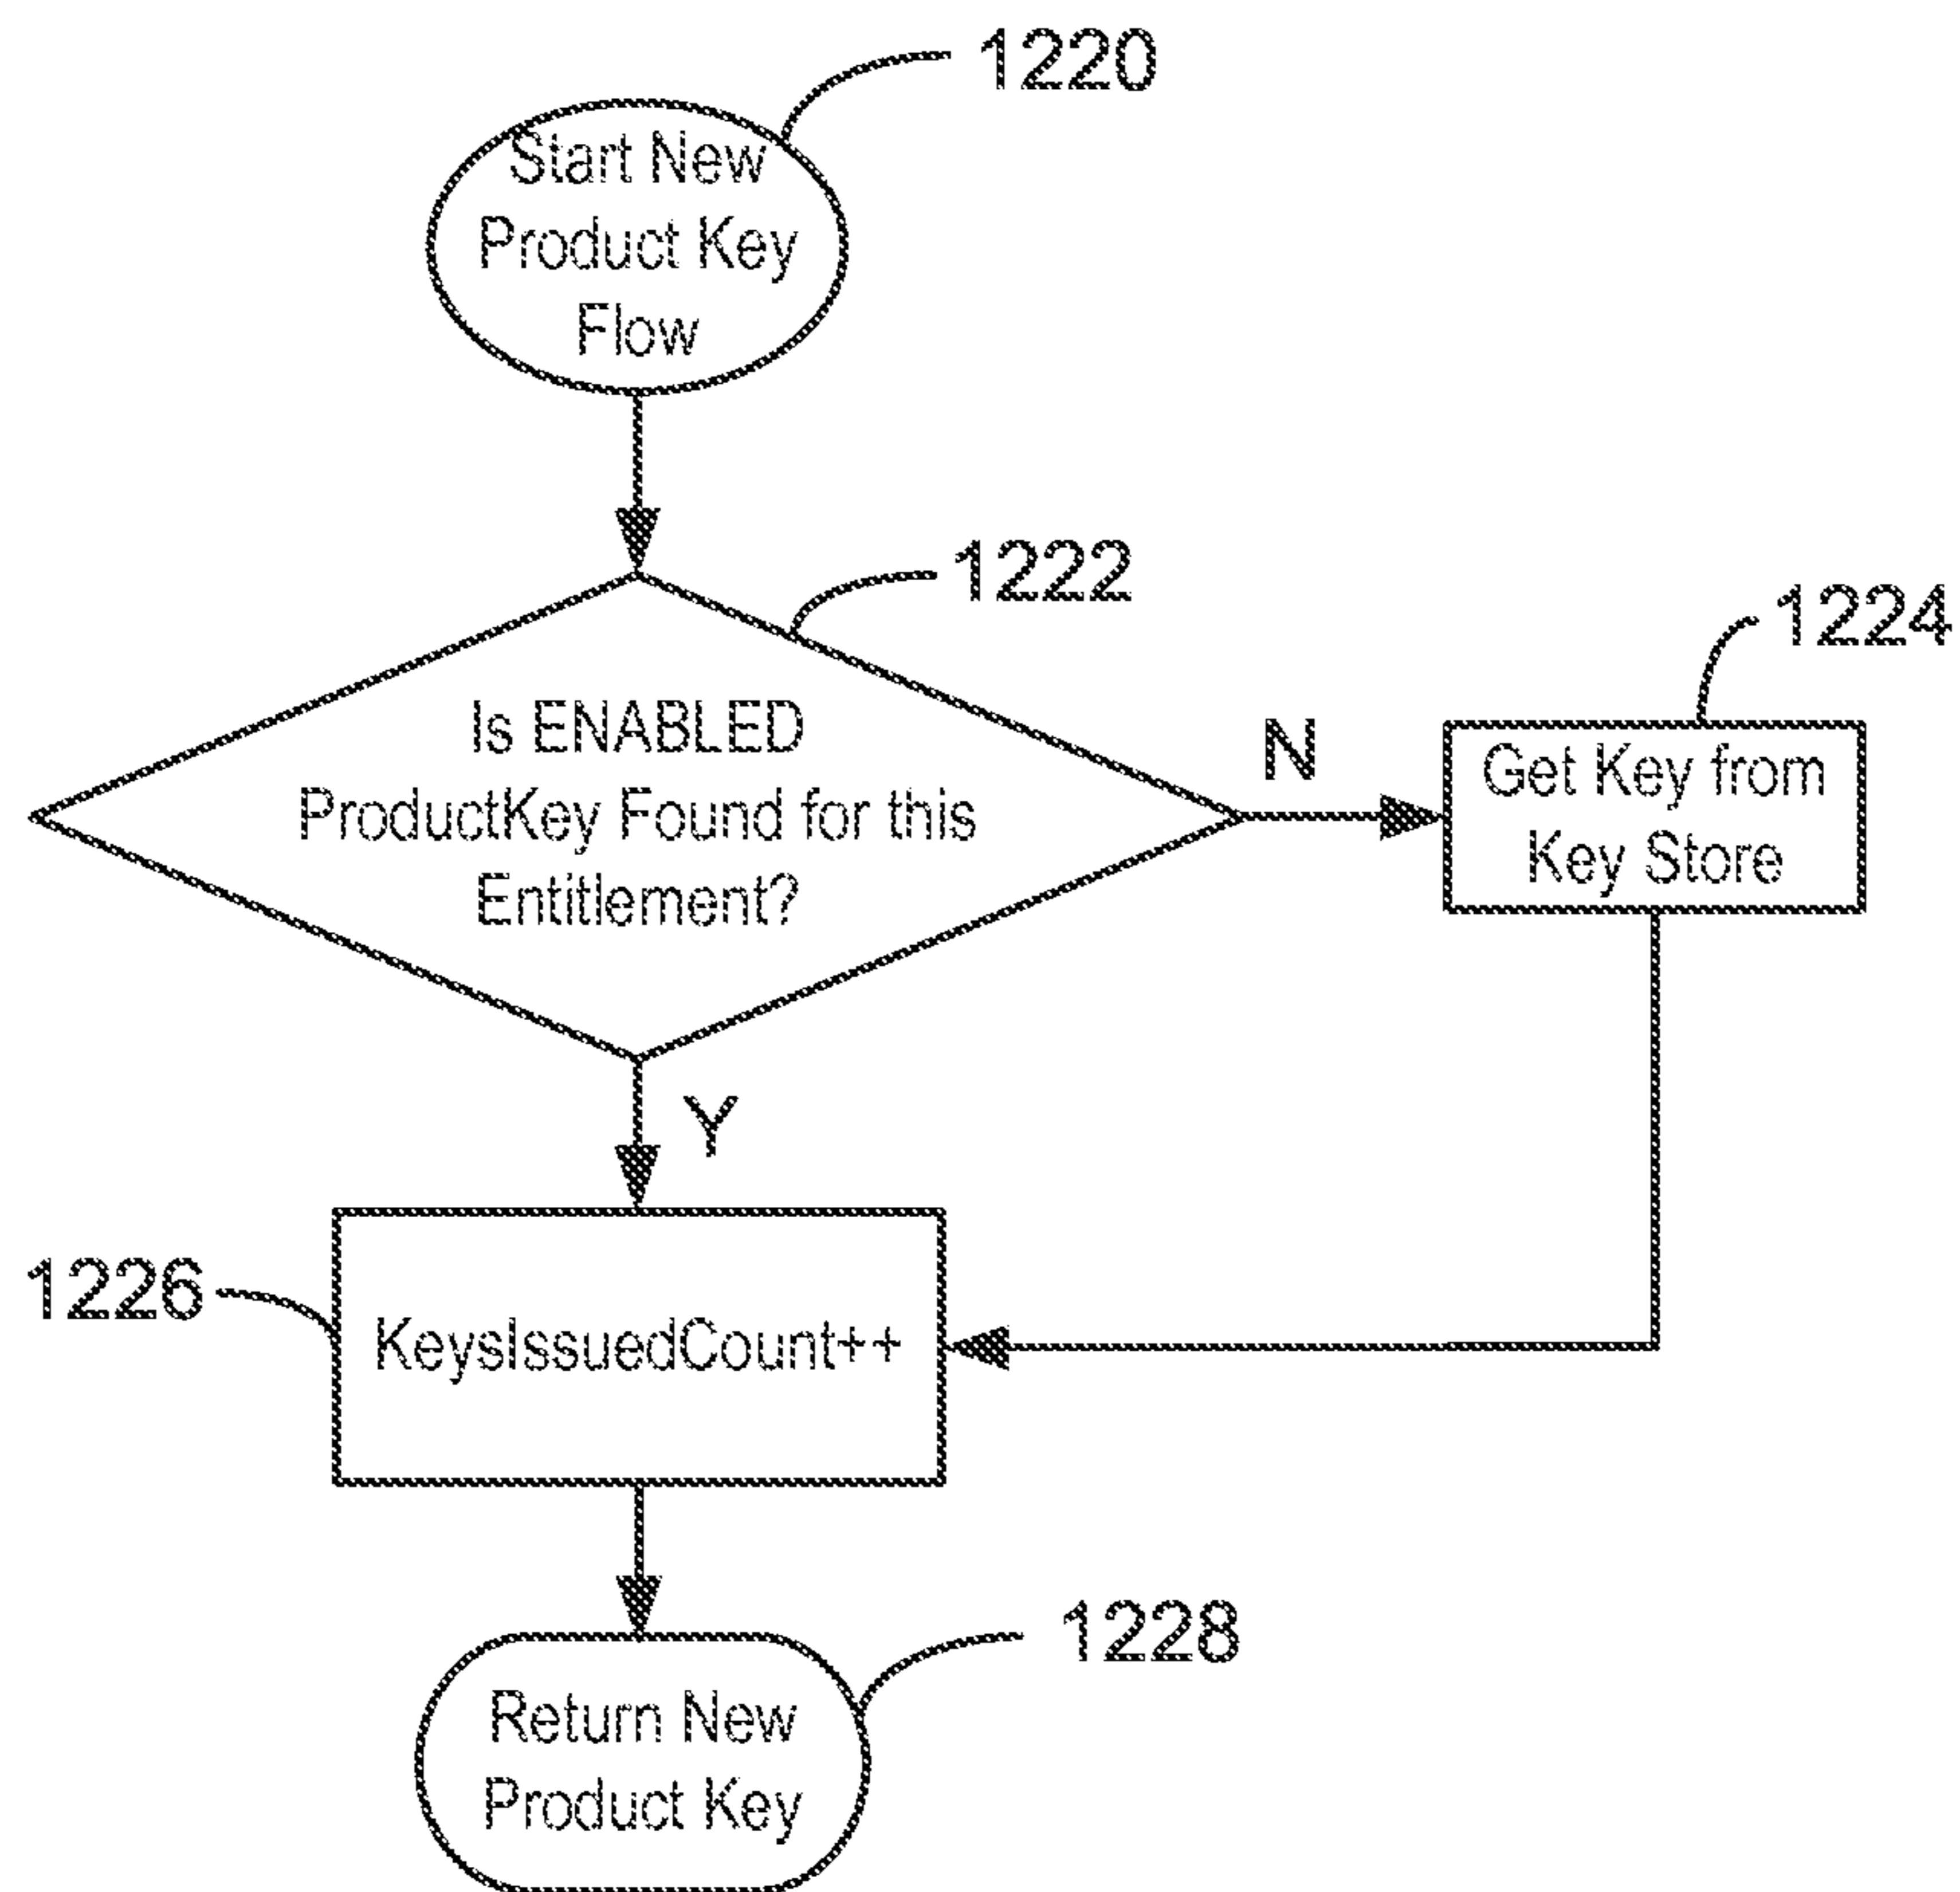 1220
Start New
Product Key
Flow
1222
Is ENABLED
ProductKey Found for this
Entitlement?
N
1224
Get Key from
Key Store
Y
1226
KeysIssuedCount++
1228
Return New
Product Key